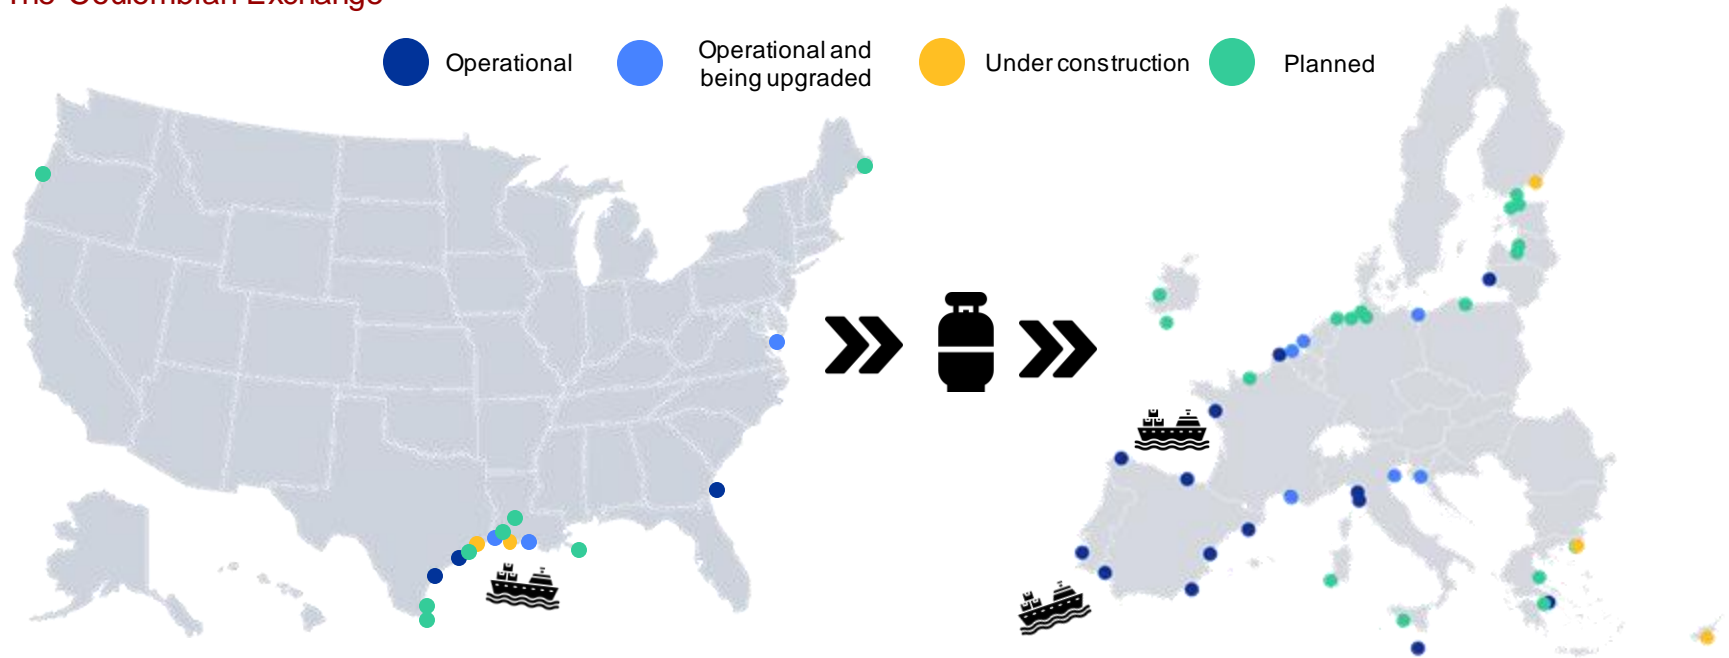 Operational
Operational and
being upgraded
Under construction
Planned